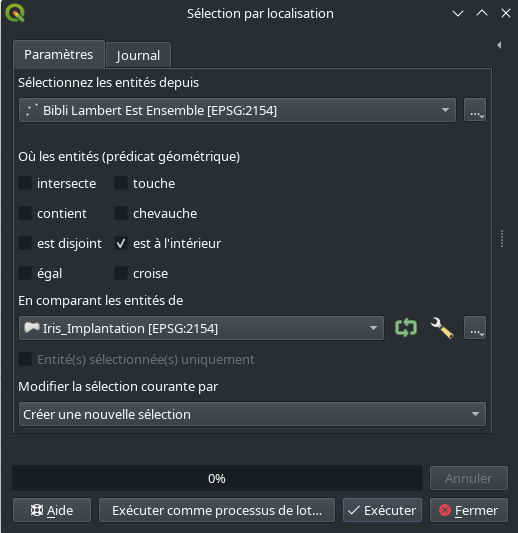 Sélection par localisation
Paramètres Journal
Sélectionnez les entités depuis
Bibli Lambert Est Ensemble [EPSG:2154] ...
Où les entités (prédicat géométrique)
intersecte touche
contient chevauche
est disjoint est à l'intérieur
égal croise
En comparant les entités de
Iris_Implantation [EPSG:2154] ...
Entité(s) sélectionnée(s) uniquement
Modifier la sélection courante par
Créer une nouvelle sélection
0% Annuler
Aide Exécuter comme processus de lot... Exécuter Fermer